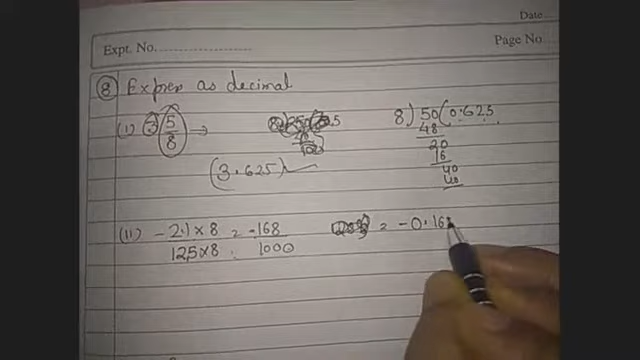 Date
Expt. No.
Page No.
8 Expres as decimal
(i) 3 5/8 → 8) 50 (0.625
48
20
16
40
40
(3.625)
(ii) -21 × 8 = -168 = -0.168
125×8 1000